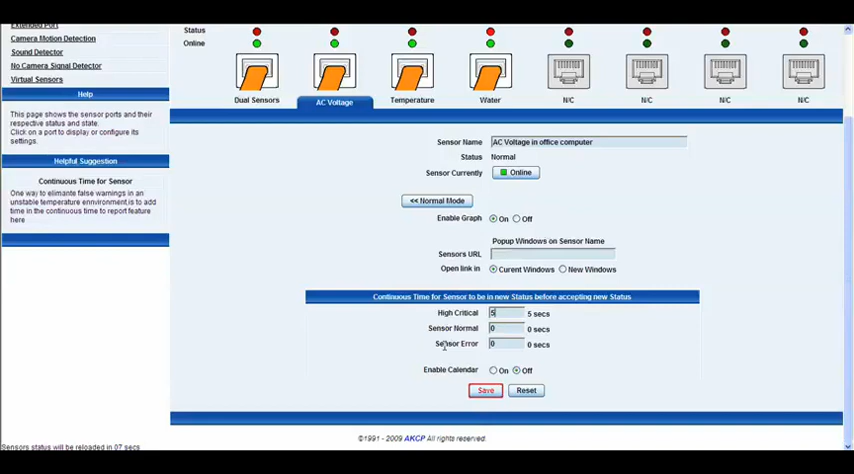 Extended Port
Camera Motion Detection
Sound Detector
No Camera Signal Detector
Virtual Sensors
Help
This page shows the sensor ports and their
respective status and state.
Click on a port to display or configure its
settings.
Helpful Suggestion
Continuous Time for Sensor
One way to elimante false warnings in an
unstable temperature ennvironment,is to add
time in the continuous time to report feature
here
Status
Online
Dual Sensors AC Voltage Temperature Water N/C N/C N/C N/C
Sensor Name AC Voltage in office computer
Status Normal
Sensor Currently Online
<< Normal Mode
Enable Graph On Off
Popup Windows on Sensor Name
Sensors URL
Open link in Curent Windows New Windows
Continuous Time for Sensor to be in new Status before accepting new Status
High Critical 5 5 secs
Sensor Normal 0 0 secs
Sensor Error 0 0 secs
Enable Calendar On Off
Save Reset
©1991 - 2009 AKCP All rights reserved.
Sensors status will be reloaded in 07 secs